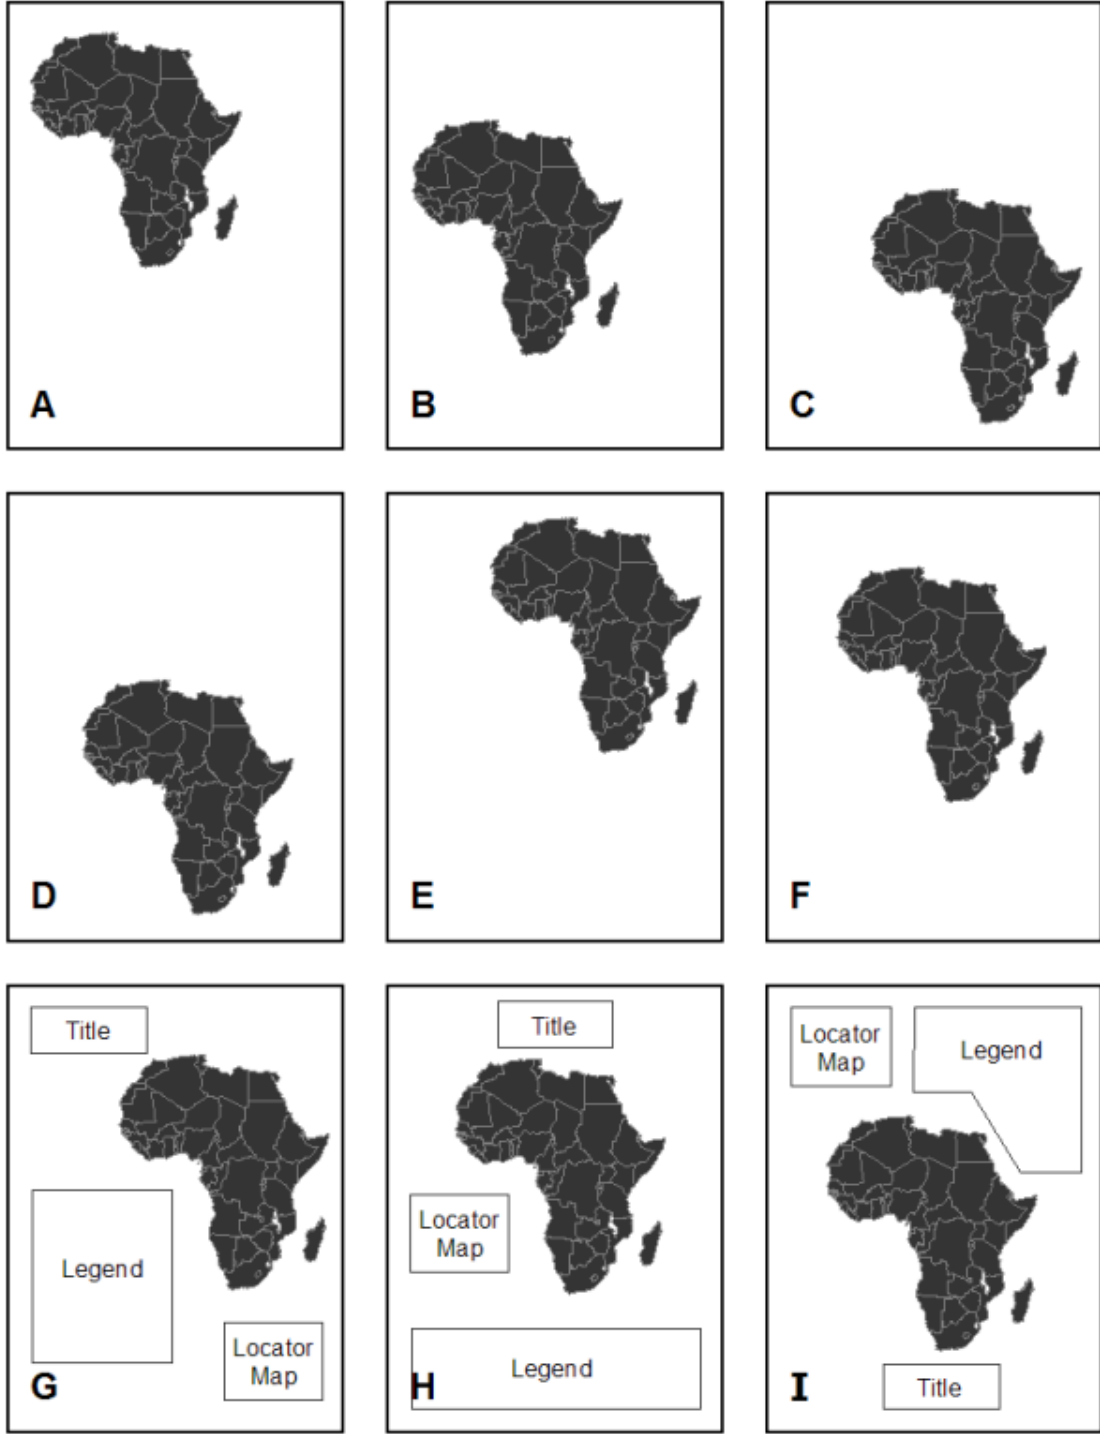 A
B
C
D
E
F
Title
Legend
Locator
Map
G
Title
Locator
Map
Legend
H
Locator
Map
Legend
Title
I